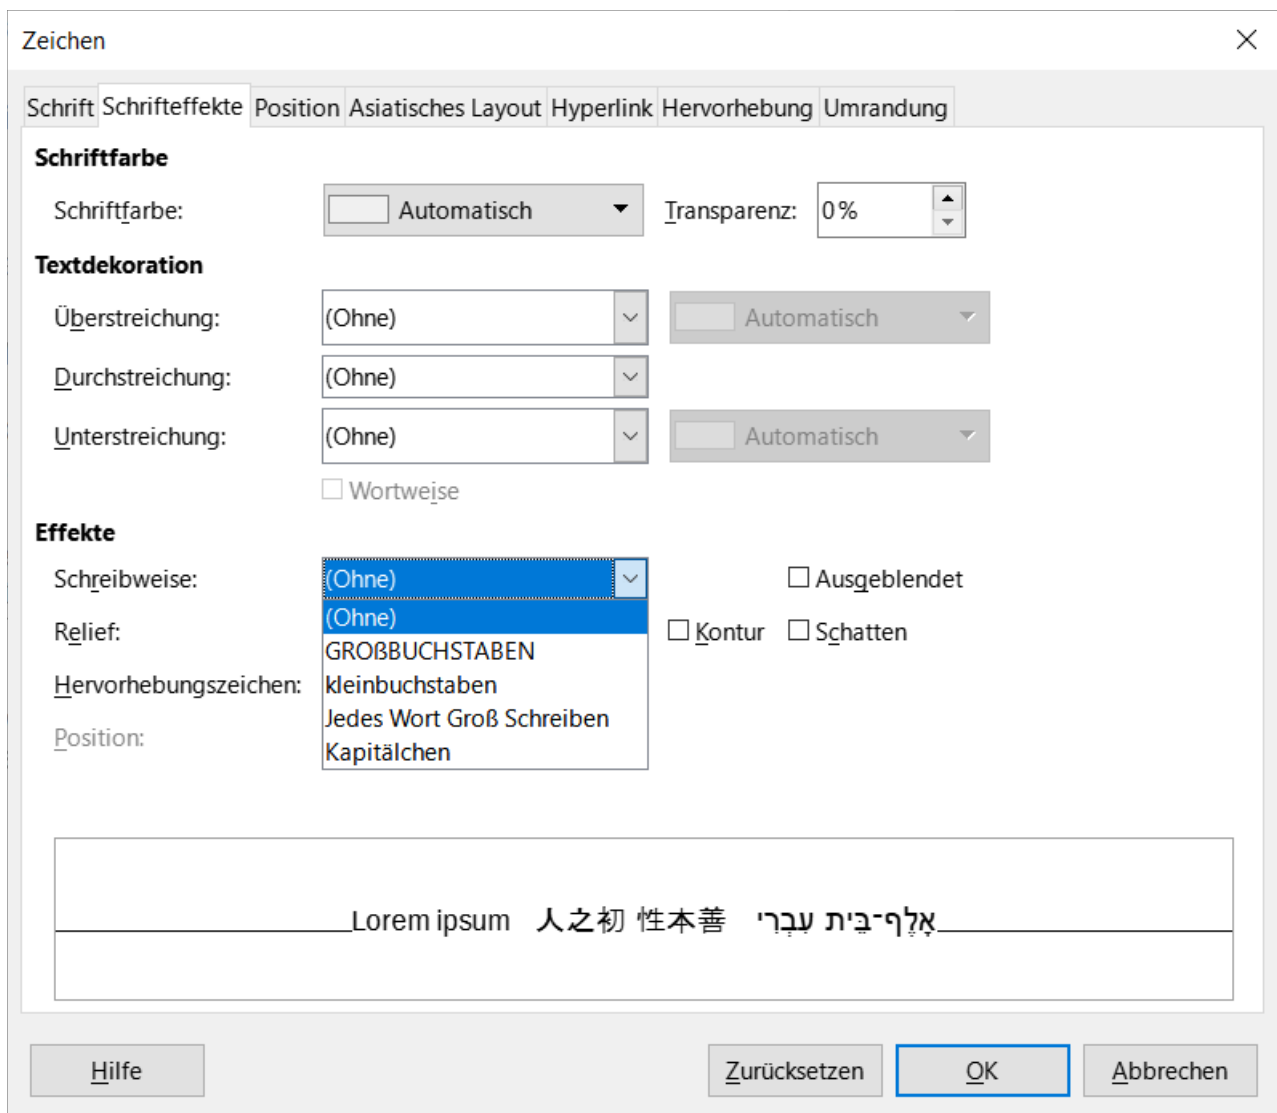 Zeichen
Schrift Schrifteffekte Position Asiatisches Layout Hyperlink Hervorhebung Umrandung
Schriftfarbe
Schriftfarbe: Automatisch Transparenz: 0%
Textdekoration
Überstreichung: (Ohne) Automatisch
Durchstreichung: (Ohne)
Unterstreichung: (Ohne) Automatisch
Wortweise
Effekte
Schreibweise: (Ohne) Ausgeblendet
(Ohne)
Relief: Kontur Schatten
GROßBUCHSTABEN
Hervorhebungszeichen: kleinbuchstaben
Jedes Wort Groß Schreiben
Position: Kapitälchen
Lorem ipsum 人之初 性本善 אָלֶף־בֵּית עִבְרִי
Hilfe Zurücksetzen OK Abbrechen